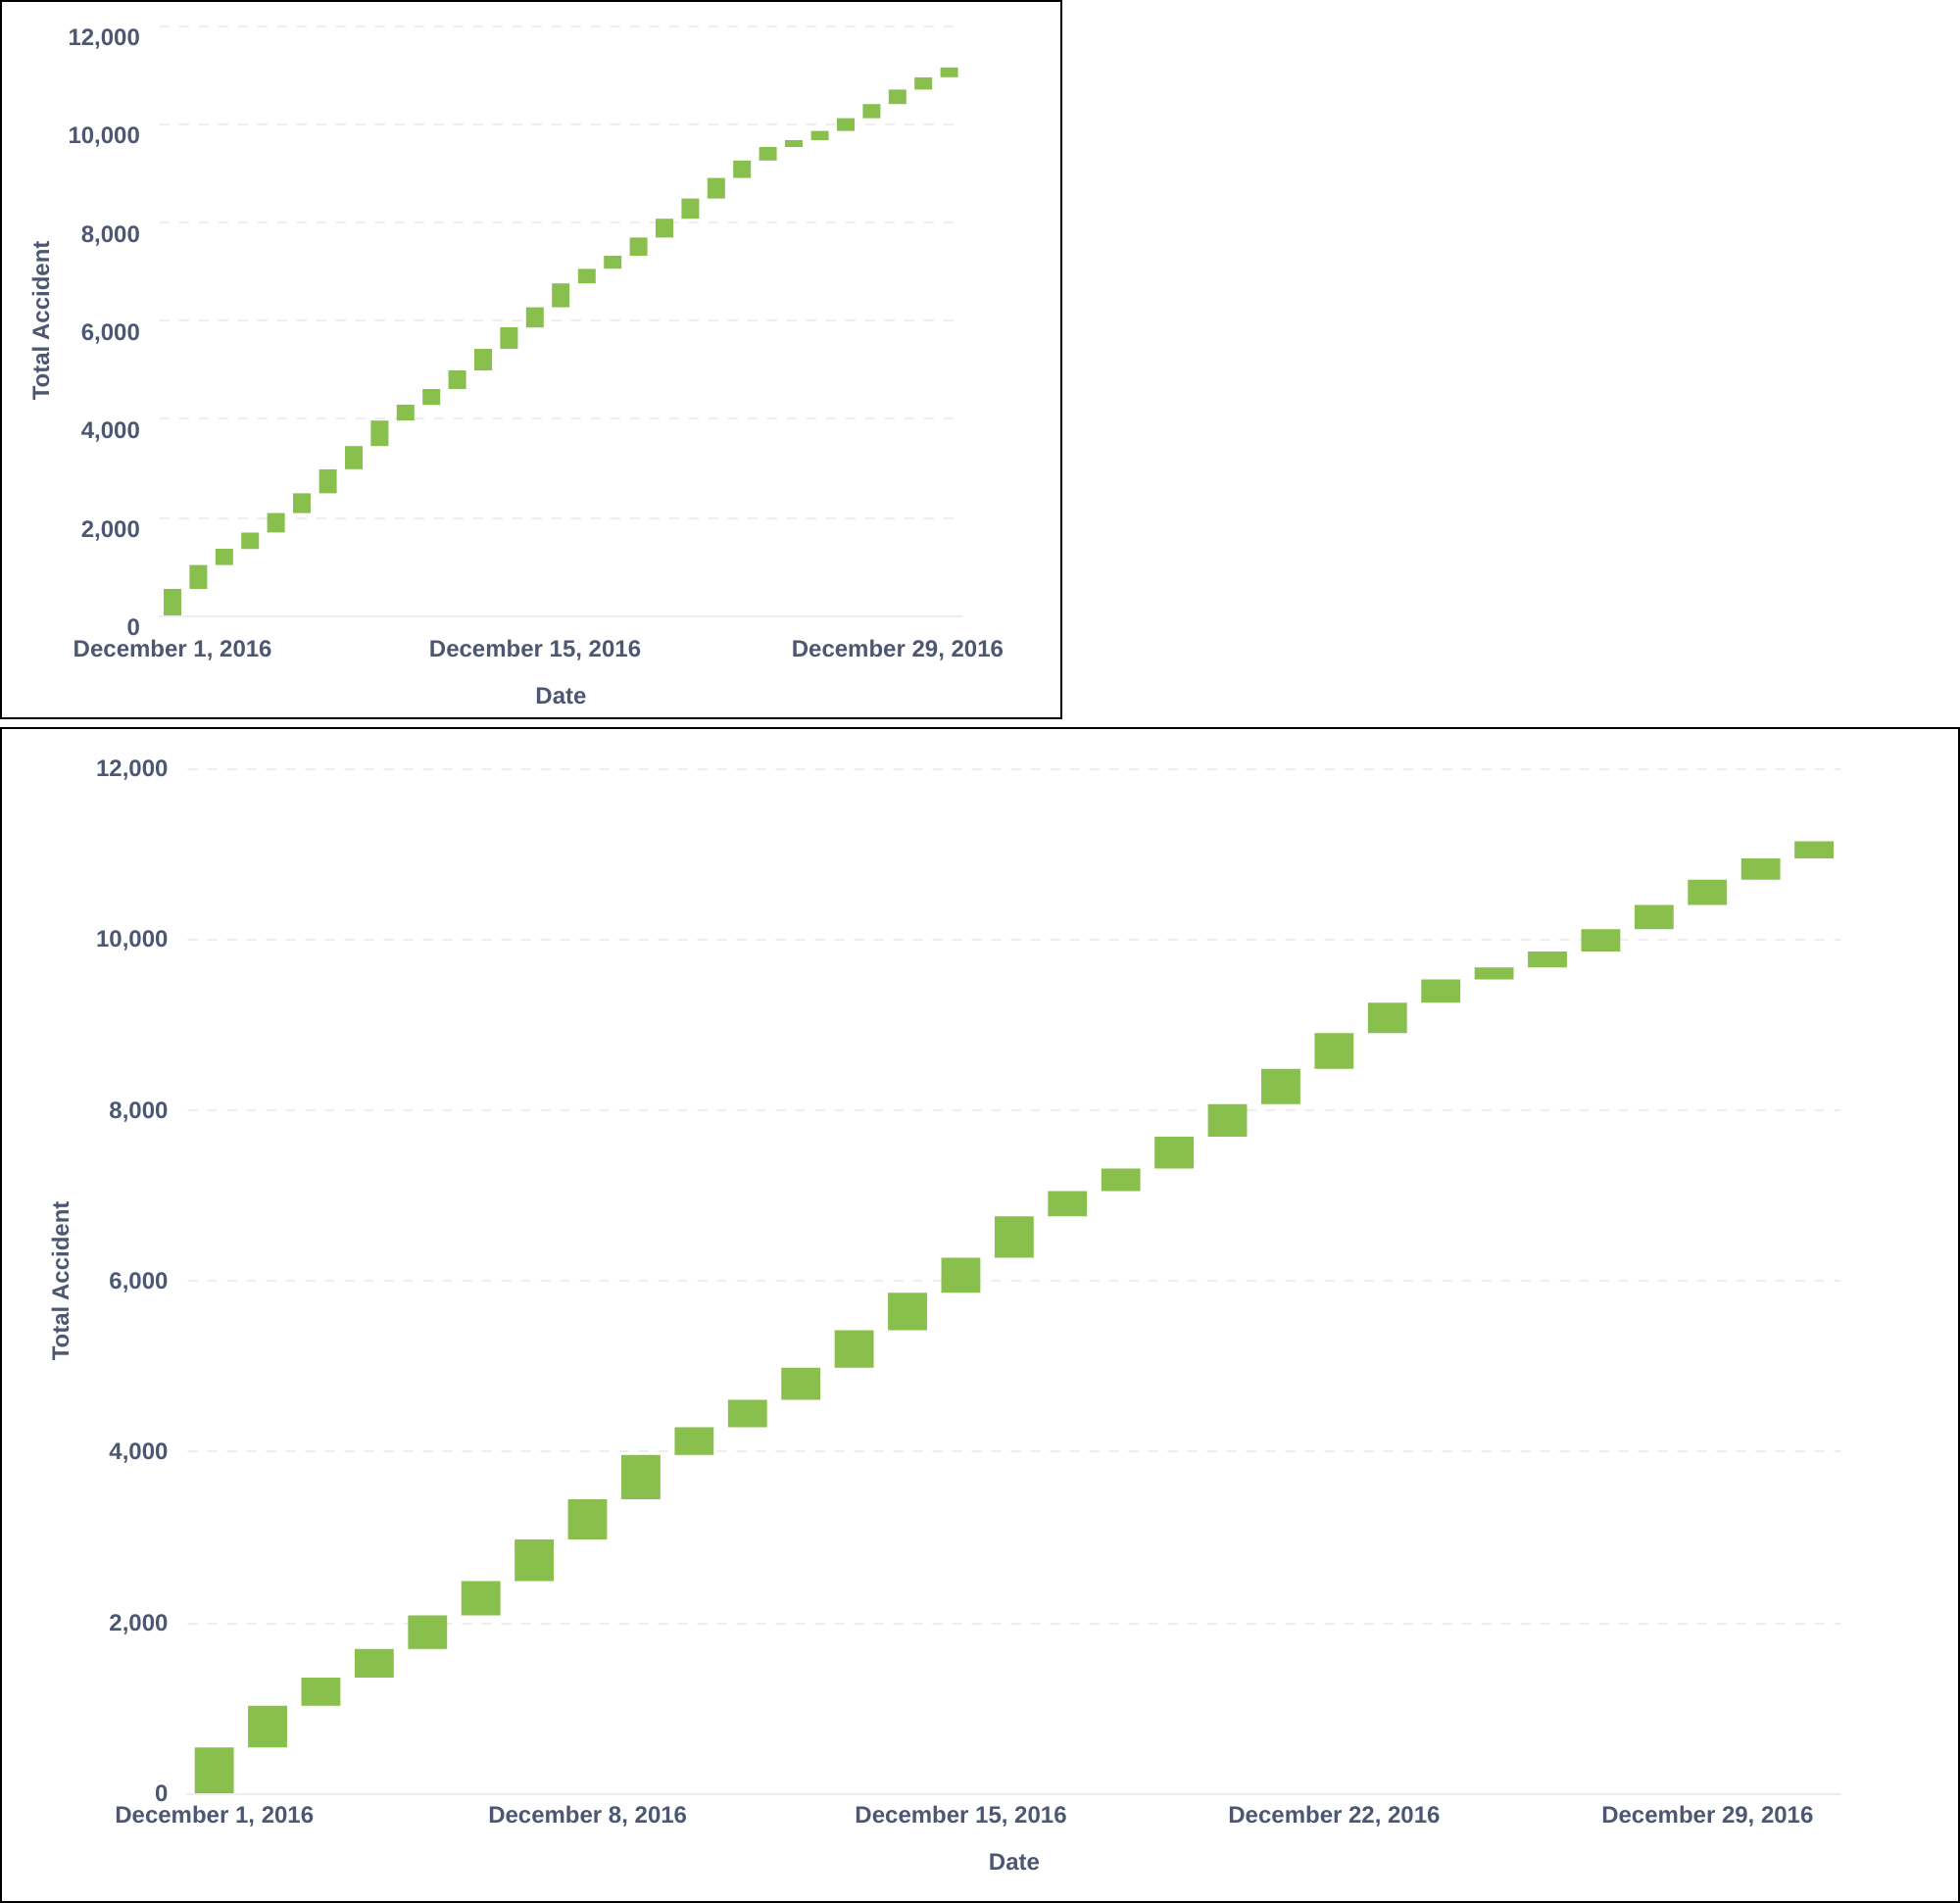 12,000
10,000
8,000
6,000
4,000
2,000
0
Total Accident
December 1, 2016 December 15, 2016 December 29, 2016
Date
12,000
10,000
8,000
6,000
4,000
2,000
0
Total Accident
December 1, 2016 December 8, 2016 December 15, 2016 December 22, 2016 December 29, 2016
Date